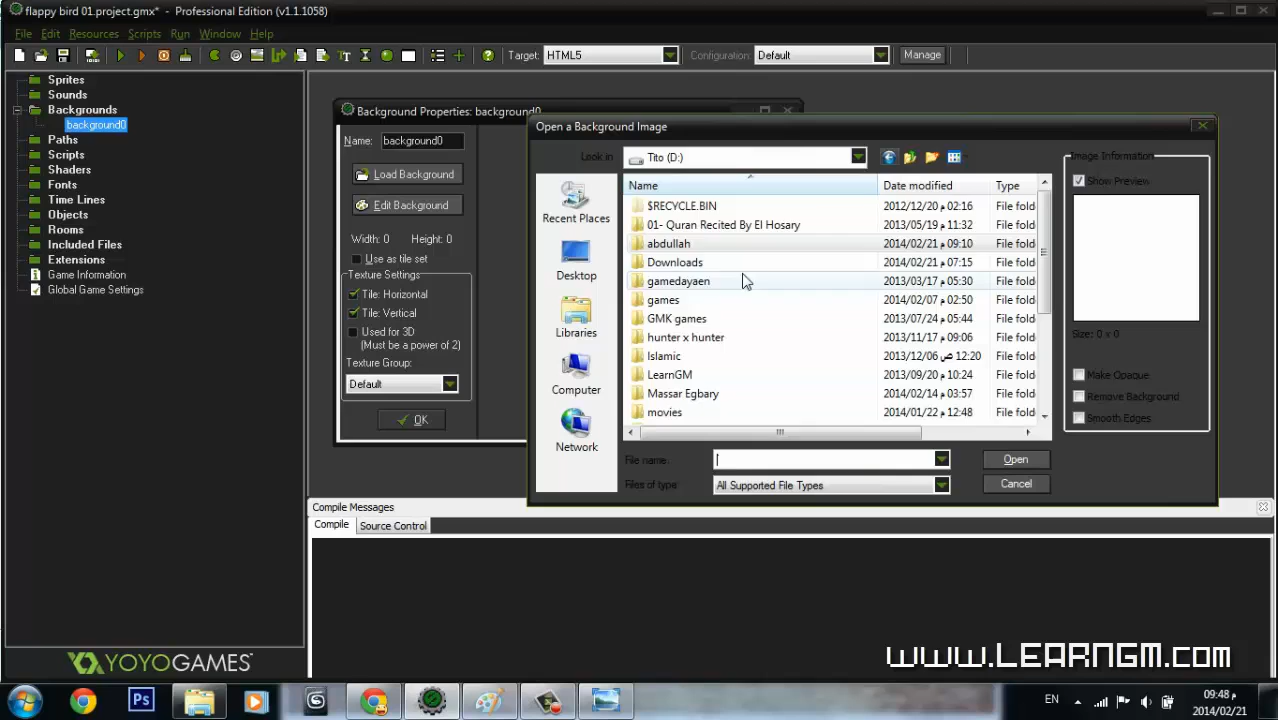 flappy bird 01.project.gmx* - Professional Edition (v1.1.1058)
File Edit Resources Scripts Run Window Help
Target: HTML5 Configuration: Default Manage
Sprites
Sounds
Backgrounds
background0
Paths
Scripts
Shaders
Fonts
Time Lines
Objects
Rooms
Included Files
Extensions
Game Information
Global Game Settings
YOYOGAMES™
Background Properties: background0
Name: background0
Load Background
Edit Background
Width: 0 Height: 0
Use as tile set
Texture Settings
Tile: Horizontal
Tile: Vertical
Used for 3D
(Must be a power of 2)
Texture Group:
Default
OK
Open a Background Image
Look in Tito (D:)
Recent Places
Desktop
Libraries
Computer
Network
Name Date modified Type
$RECYCLE.BIN 2012/12/20 م 02:16 File fold
01- Quran Recited By El Hosary 2013/05/19 م 11:32 File fold
abdullah 2014/02/21 م 09:10 File fold
Downloads 2014/02/21 م 07:15 File fold
gamedayaen 2013/03/17 م 05:30 File fold
games 2014/02/07 م 02:50 File fold
GMK games 2013/07/24 م 05:44 File fold
hunter x hunter 2013/11/17 م 09:06 File fold
Islamic 2013/12/06 ص 12:20 File fold
LearnGM 2013/09/20 م 10:24 File fold
Massar Egbary 2014/02/14 م 03:57 File fold
movies 2014/01/22 م 12:48 File fold
File name: Open
Files of type: All Supported File Types Cancel
Image Information
Show Preview
Size: 0 x 0
Make Opaque
Remove Background
Smooth Edges
Compile Messages
Compile Source Control
www.LEARNGM.com
Ps
EN
م 09:48
2014/02/21